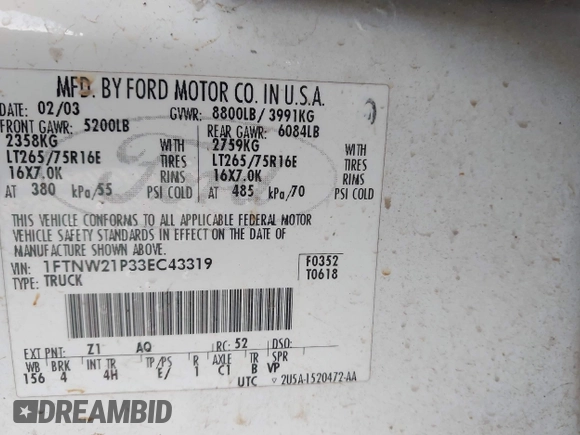 MFD. BY FORD MOTOR CO. IN U.S.A.
DATE: 02/03 GVWR: 8800LB/ 3991KG
FRONT GAWR: 5200LB REAR GAWR: 6084LB
2358KG WITH 2759KG WITH
LT265/75R16E TIRES LT265/75R16E TIRES
16X7.0K RIMS 16X7.0K RIMS
AT 380 kPa/55 PSI COLD AT 485 kPa/70 PSI COLD
THIS VEHICLE CONFORMS TO ALL APPLICABLE FEDERAL MOTOR
VEHICLE SAFETY STANDARDS IN EFFECT ON THE DATE OF
MANUFACTURE SHOWN ABOVE.
VIN: 1FTNW21P33EC43319 F0352
TYPE: TRUCK T0618
EXT PNT: Z1 AQ RC: 52 DSO:
WB BRK INT TR TP/PS R AXLE TR SPR
156 4 4H E/ 1 C1 B VP
UTC 2U5A-1520472-AA
Ford
DREAMBID